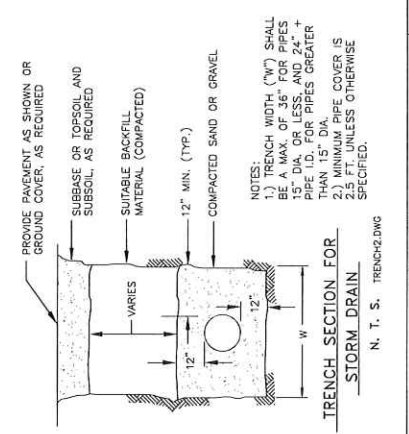 PROVIDE PAVEMENT AS SHOWN OR
GROUND COVER, AS REQUIRED
SUBBASE OR TOPSOIL AND
SUBSOIL, AS REQUIRED
SUITABLE BACKFILL
MATERIAL (COMPACTED)
12" MIN. (TYP.)
COMPACTED SAND OR GRAVEL
VARIES
12"
12"
W
NOTES:
1.) TRENCH WIDTH ("W") SHALL
BE A MAX. OF 36" FOR PIPES
15" DIA. OR LESS, AND 24" +
PIPE I.D. FOR PIPES GREATER
THAN 15" DIA.
2.) MINIMUM PIPE COVER IS
2.5 FT. UNLESS OTHERWISE
SPECIFIED.
TRENCH SECTION FOR
STORM DRAIN
N. T. S. TRENCH2.DWG